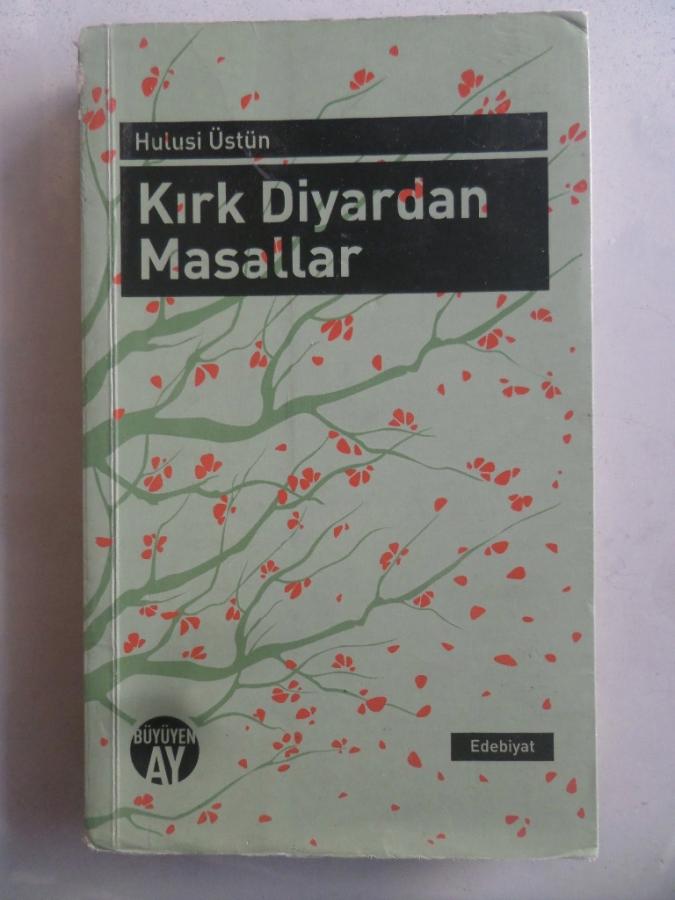 Hulusi Üstün
Kırk Diyardan
Masallar
BÜYÜYEN
AY
Edebiyat